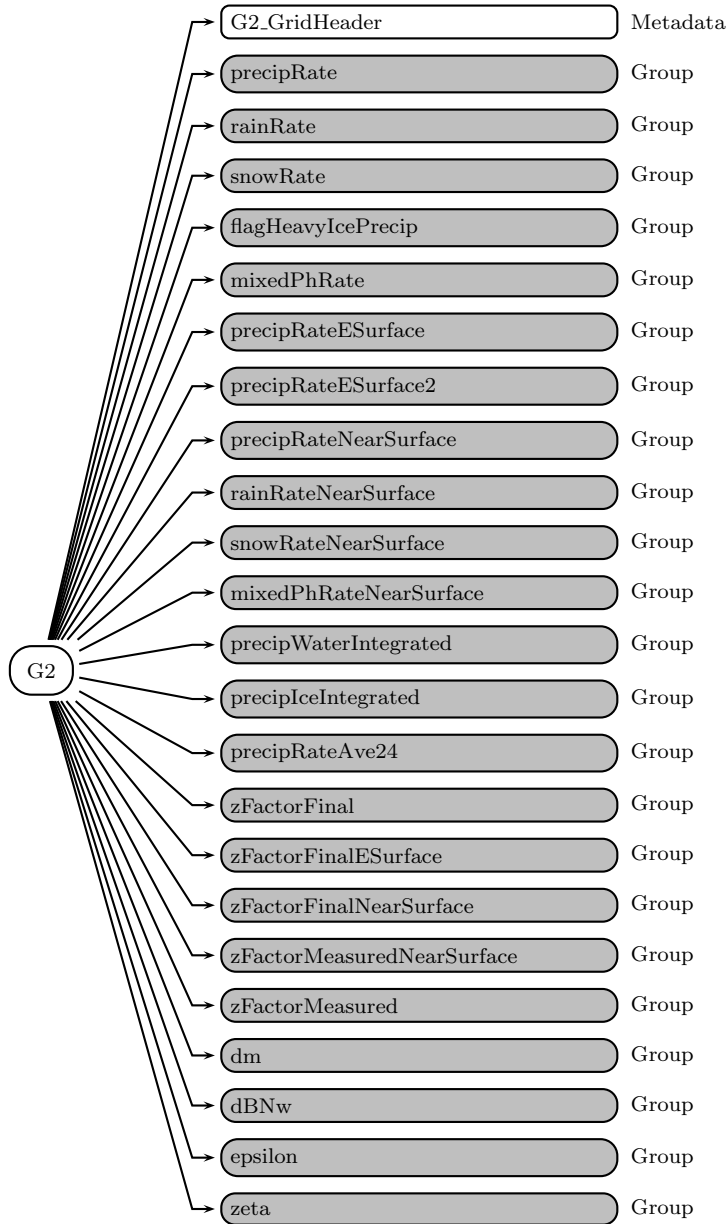 G2_GridHeader Metadata
precipRate Group
rainRate Group
snowRate Group
flagHeavyIcePrecip Group
mixedPhRate Group
precipRateESurface Group
precipRateESurface2 Group
precipRateNearSurface Group
rainRateNearSurface Group
snowRateNearSurface Group
mixedPhRateNearSurface Group
precipWaterIntegrated Group
G2
precipIceIntegrated Group
precipRateAve24 Group
zFactorFinal Group
zFactorFinalESurface Group
zFactorFinalNearSurface Group
zFactorMeasuredNearSurface Group
zFactorMeasured Group
dm Group
dBNw Group
epsilon Group
zeta Group